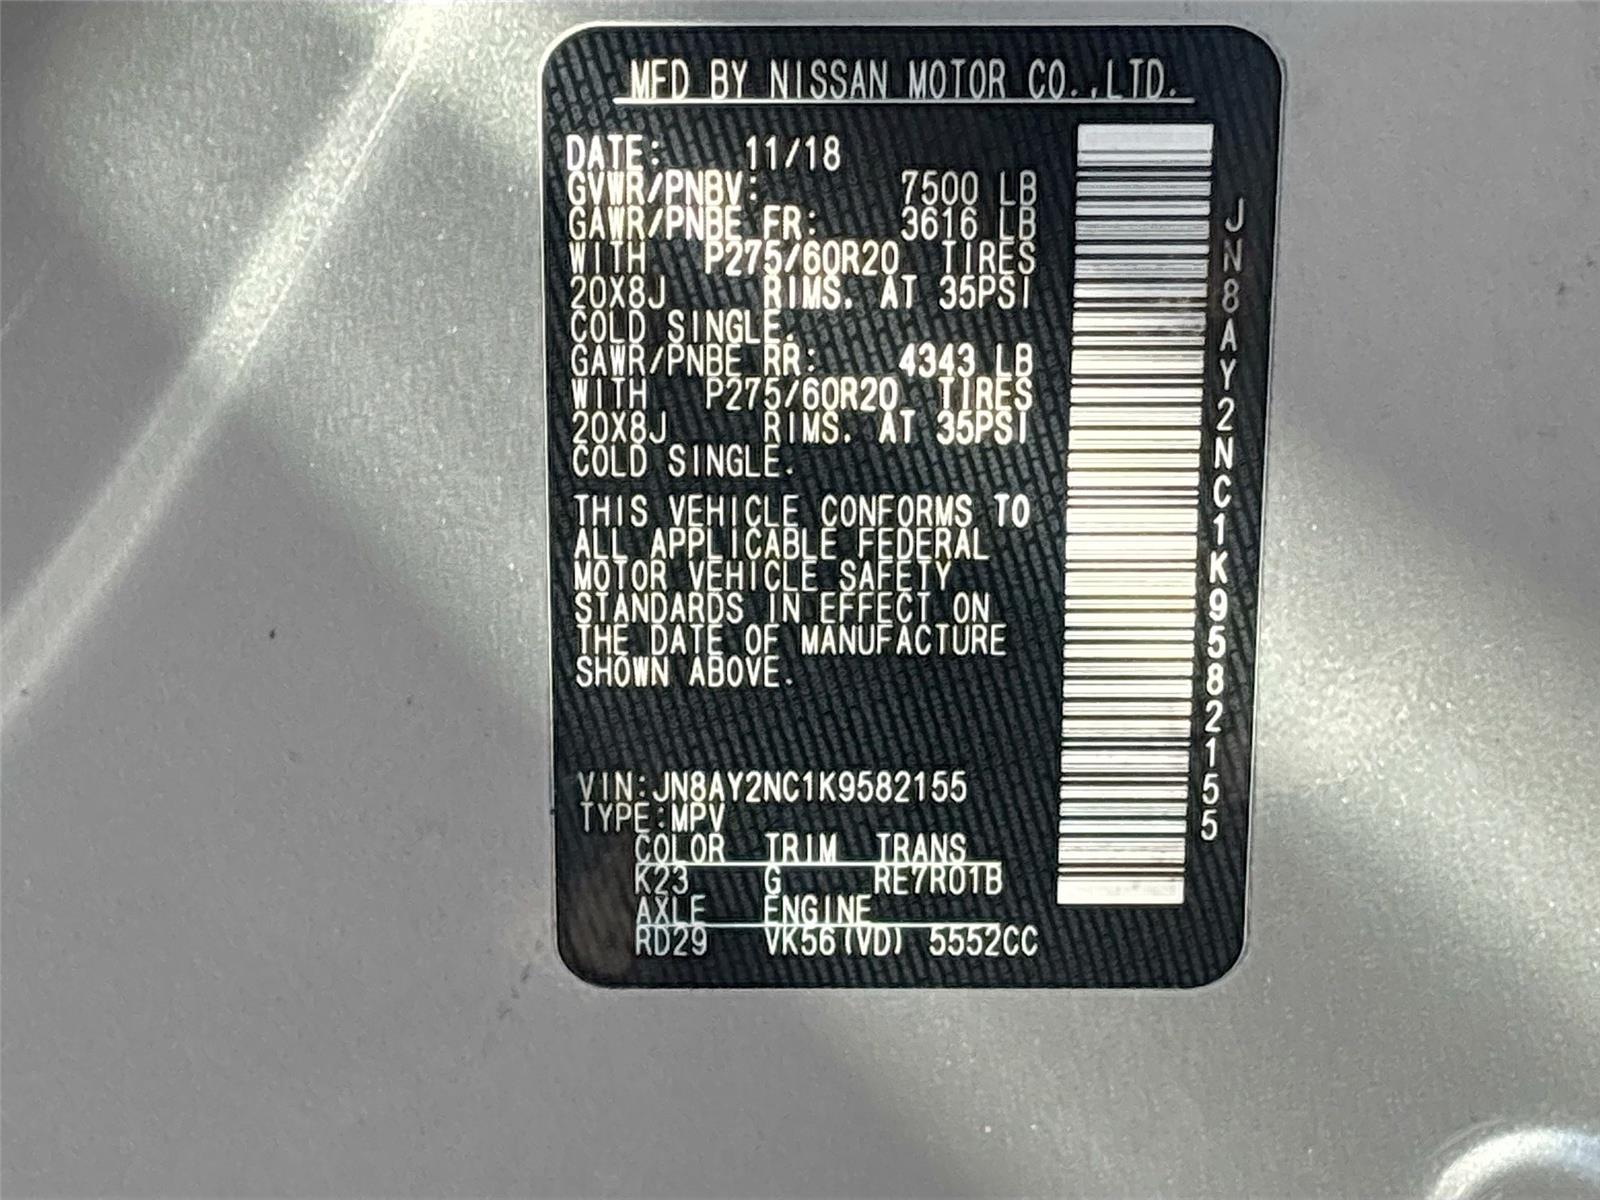 MFD BY NISSAN MOTOR CO.,LTD.
DATE: 11/18
GVWR/PNBV: 7500 LB
GAWR/PNBE FR: 3616 LB
WITH P275/60R20 TIRES
20X8J RIMS. AT 35PSI
COLD SINGLE.
GAWR/PNBE RR: 4343 LB
WITH P275/60R20 TIRES
20X8J RIMS. AT 35PSI
COLD SINGLE.
THIS VEHICLE CONFORMS TO
ALL APPLICABLE FEDERAL
MOTOR VEHICLE SAFETY
STANDARDS IN EFFECT ON
THE DATE OF MANUFACTURE
SHOWN ABOVE.
VIN:JN8AY2NC1K9582155
TYPE:MPV
COLOR TRIM TRANS
K23 G RE7R01B
AXLE ENGINE
RD29 VK56(VD) 5552CC
JN8AY2NC1K9582155